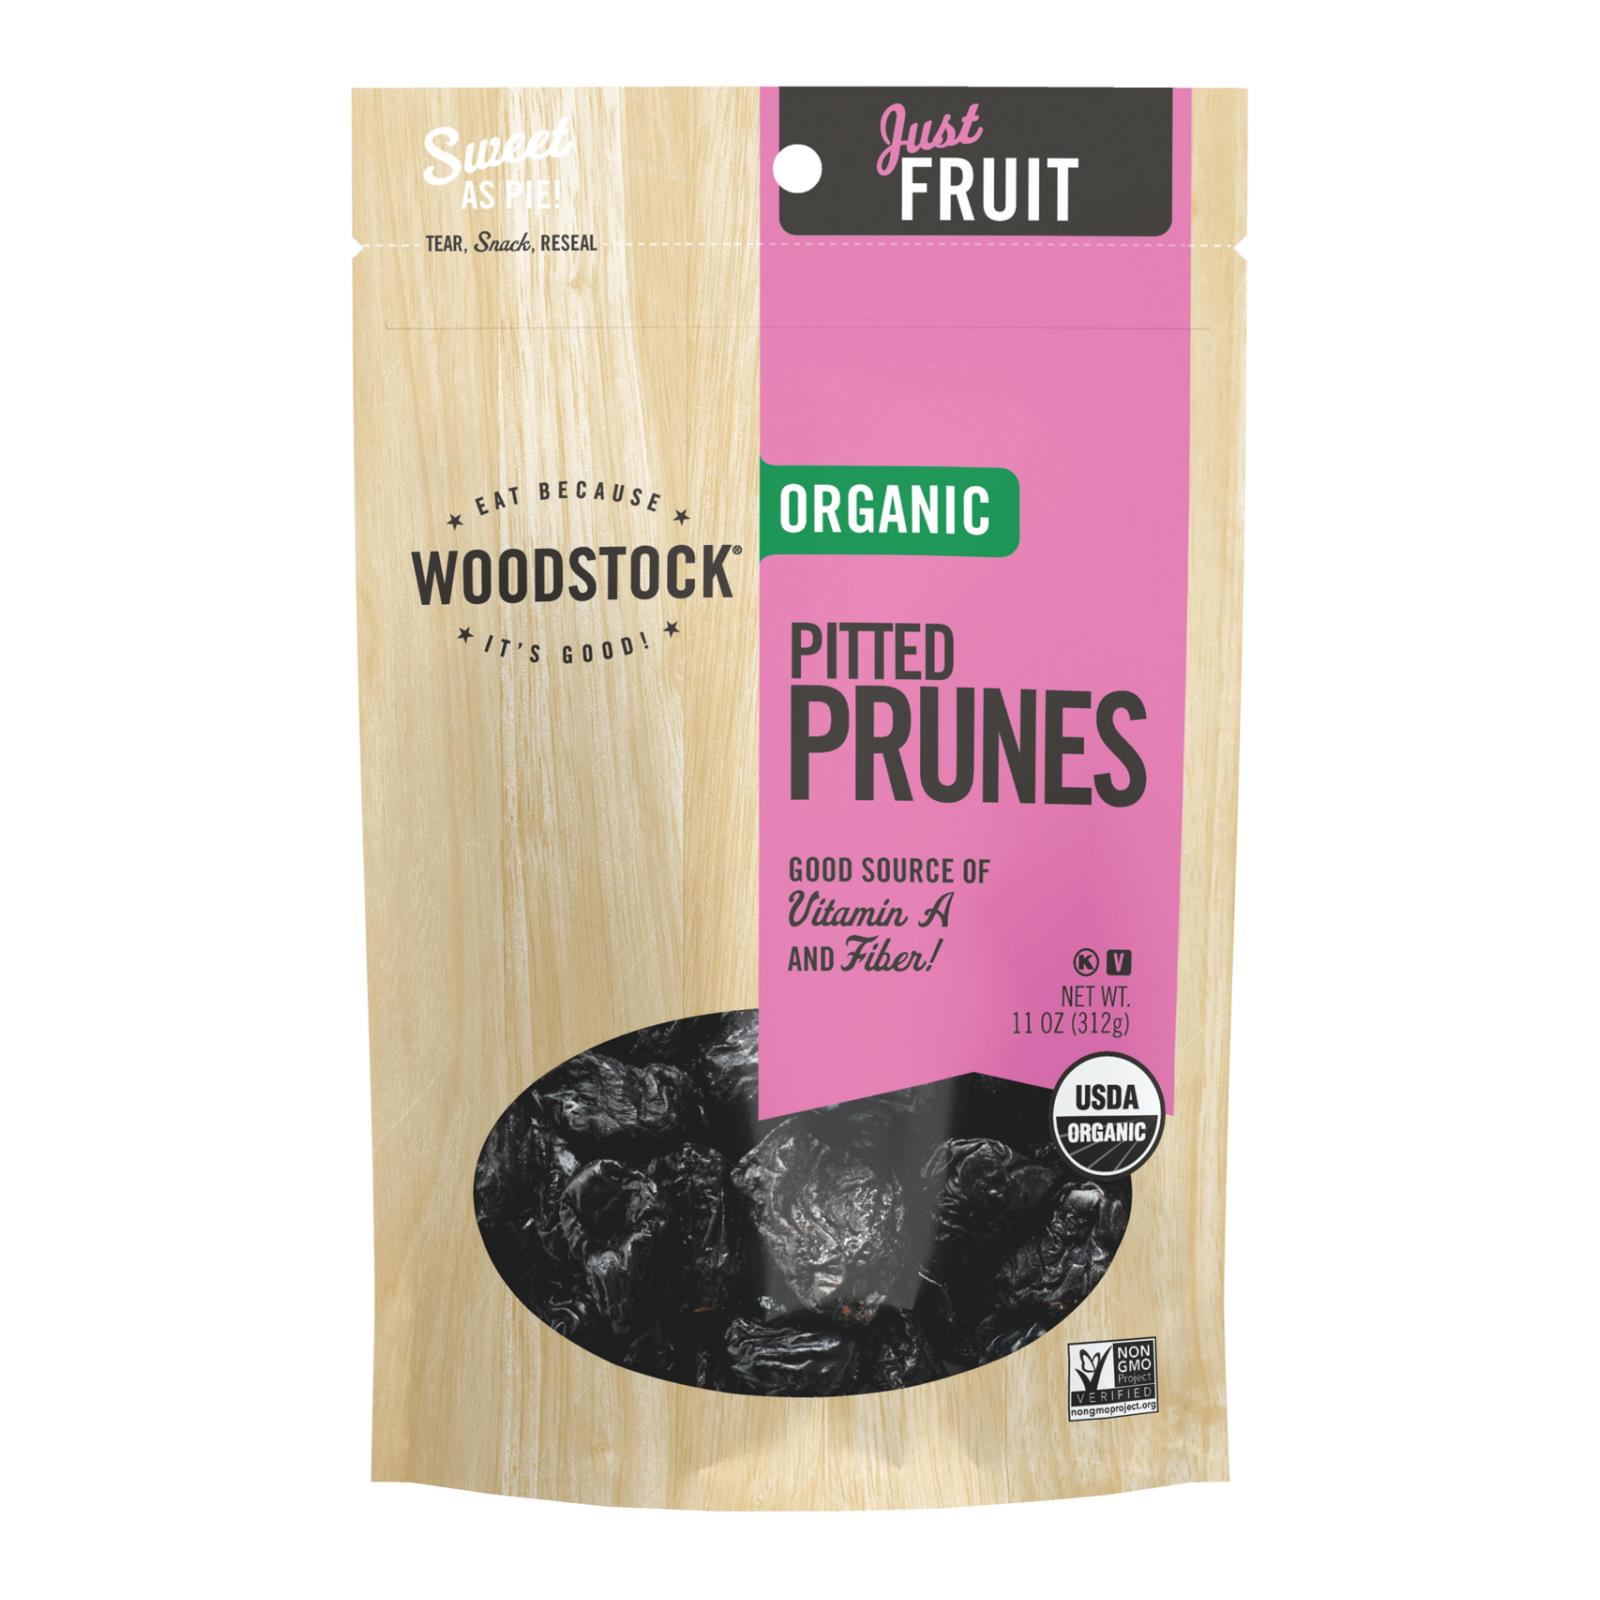 Sweet
AS PIE!
TEAR, Snack, RESEAL
Just
FRUIT
EAT BECAUSE
WOODSTOCK®
IT'S GOOD!
ORGANIC
PITTED
PRUNES
GOOD SOURCE OF
Vitamin A
AND Fiber!
K V
NET WT.
11 OZ (312g)
USDA
ORGANIC
NON
GMO
Project
VERIFIED
nongmoproject.org